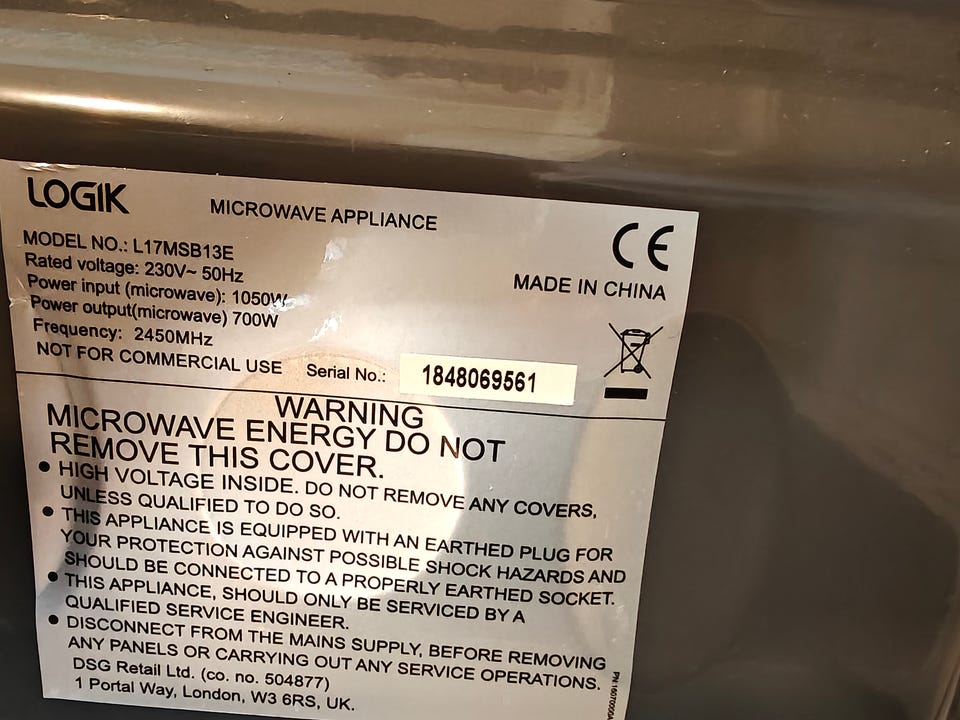 LOGIK
MICROWAVE APPLIANCE
CE
MODEL NO.: L17MSB13E
Rated voltage: 230V~ 50Hz
Power input (microwave): 1050W
Power output(microwave) 700W
Frequency: 2450MHz
NOT FOR COMMERCIAL USE
MADE IN CHINA
Serial No.: 1848069561
WARNING
MICROWAVE ENERGY DO NOT
REMOVE THIS COVER.
● HIGH VOLTAGE INSIDE. DO NOT REMOVE ANY COVERS,
UNLESS QUALIFIED TO DO SO.
● THIS APPLIANCE IS EQUIPPED WITH AN EARTHED PLUG FOR
YOUR PROTECTION AGAINST POSSIBLE SHOCK HAZARDS AND
SHOULD BE CONNECTED TO A PROPERLY EARTHED SOCKET.
● THIS APPLIANCE, SHOULD ONLY BE SERVICED BY A
QUALIFIED SERVICE ENGINEER.
● DISCONNECT FROM THE MAINS SUPPLY, BEFORE REMOVING
ANY PANELS OR CARRYING OUT ANY SERVICE OPERATIONS.
DSG Retail Ltd. (co. no. 504877)
1 Portal Way, London, W3 6RS, UK.